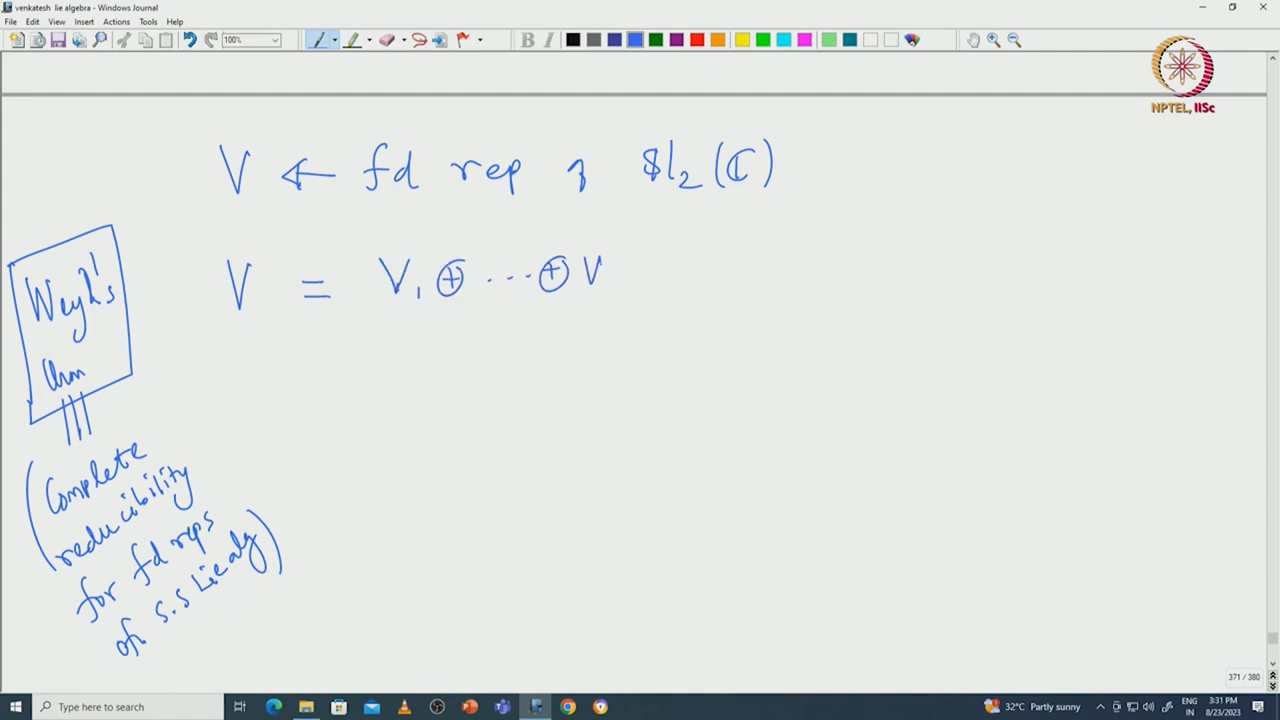 venkatesh lie algebra - Windows Journal
File Edit View Insert Actions Tools Help
100%
B I
NPTEL, IISc
V ← fd rep of sl₂(ℂ)
V = V₁ ⊕ ... ⊕ V
Weyl's
thm
(Complete
reducibility
for fd reps
of s.s Lie alg)
371 / 380
Type here to search
32°C Partly sunny
ENG
IN
3:31 PM
8/23/2023